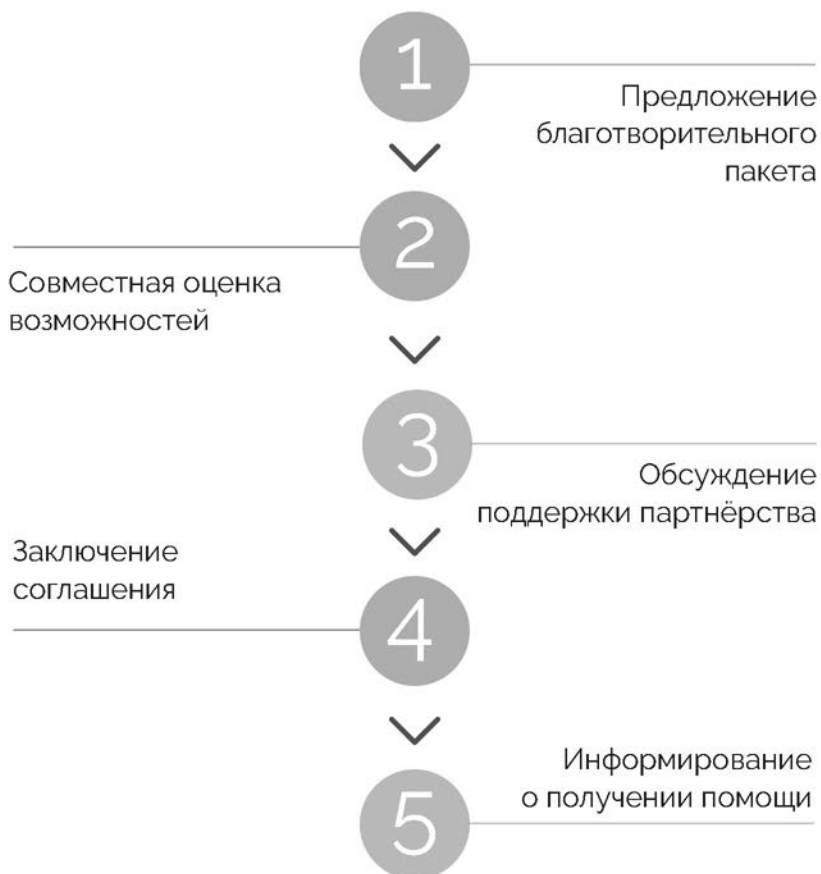 1
Предложение
благотворительного
пакета
2
Совместная оценка
возможностей
3
Обсуждение
поддержки партнёрства
Заключение
соглашения
4
Информирование
о получении помощи
5